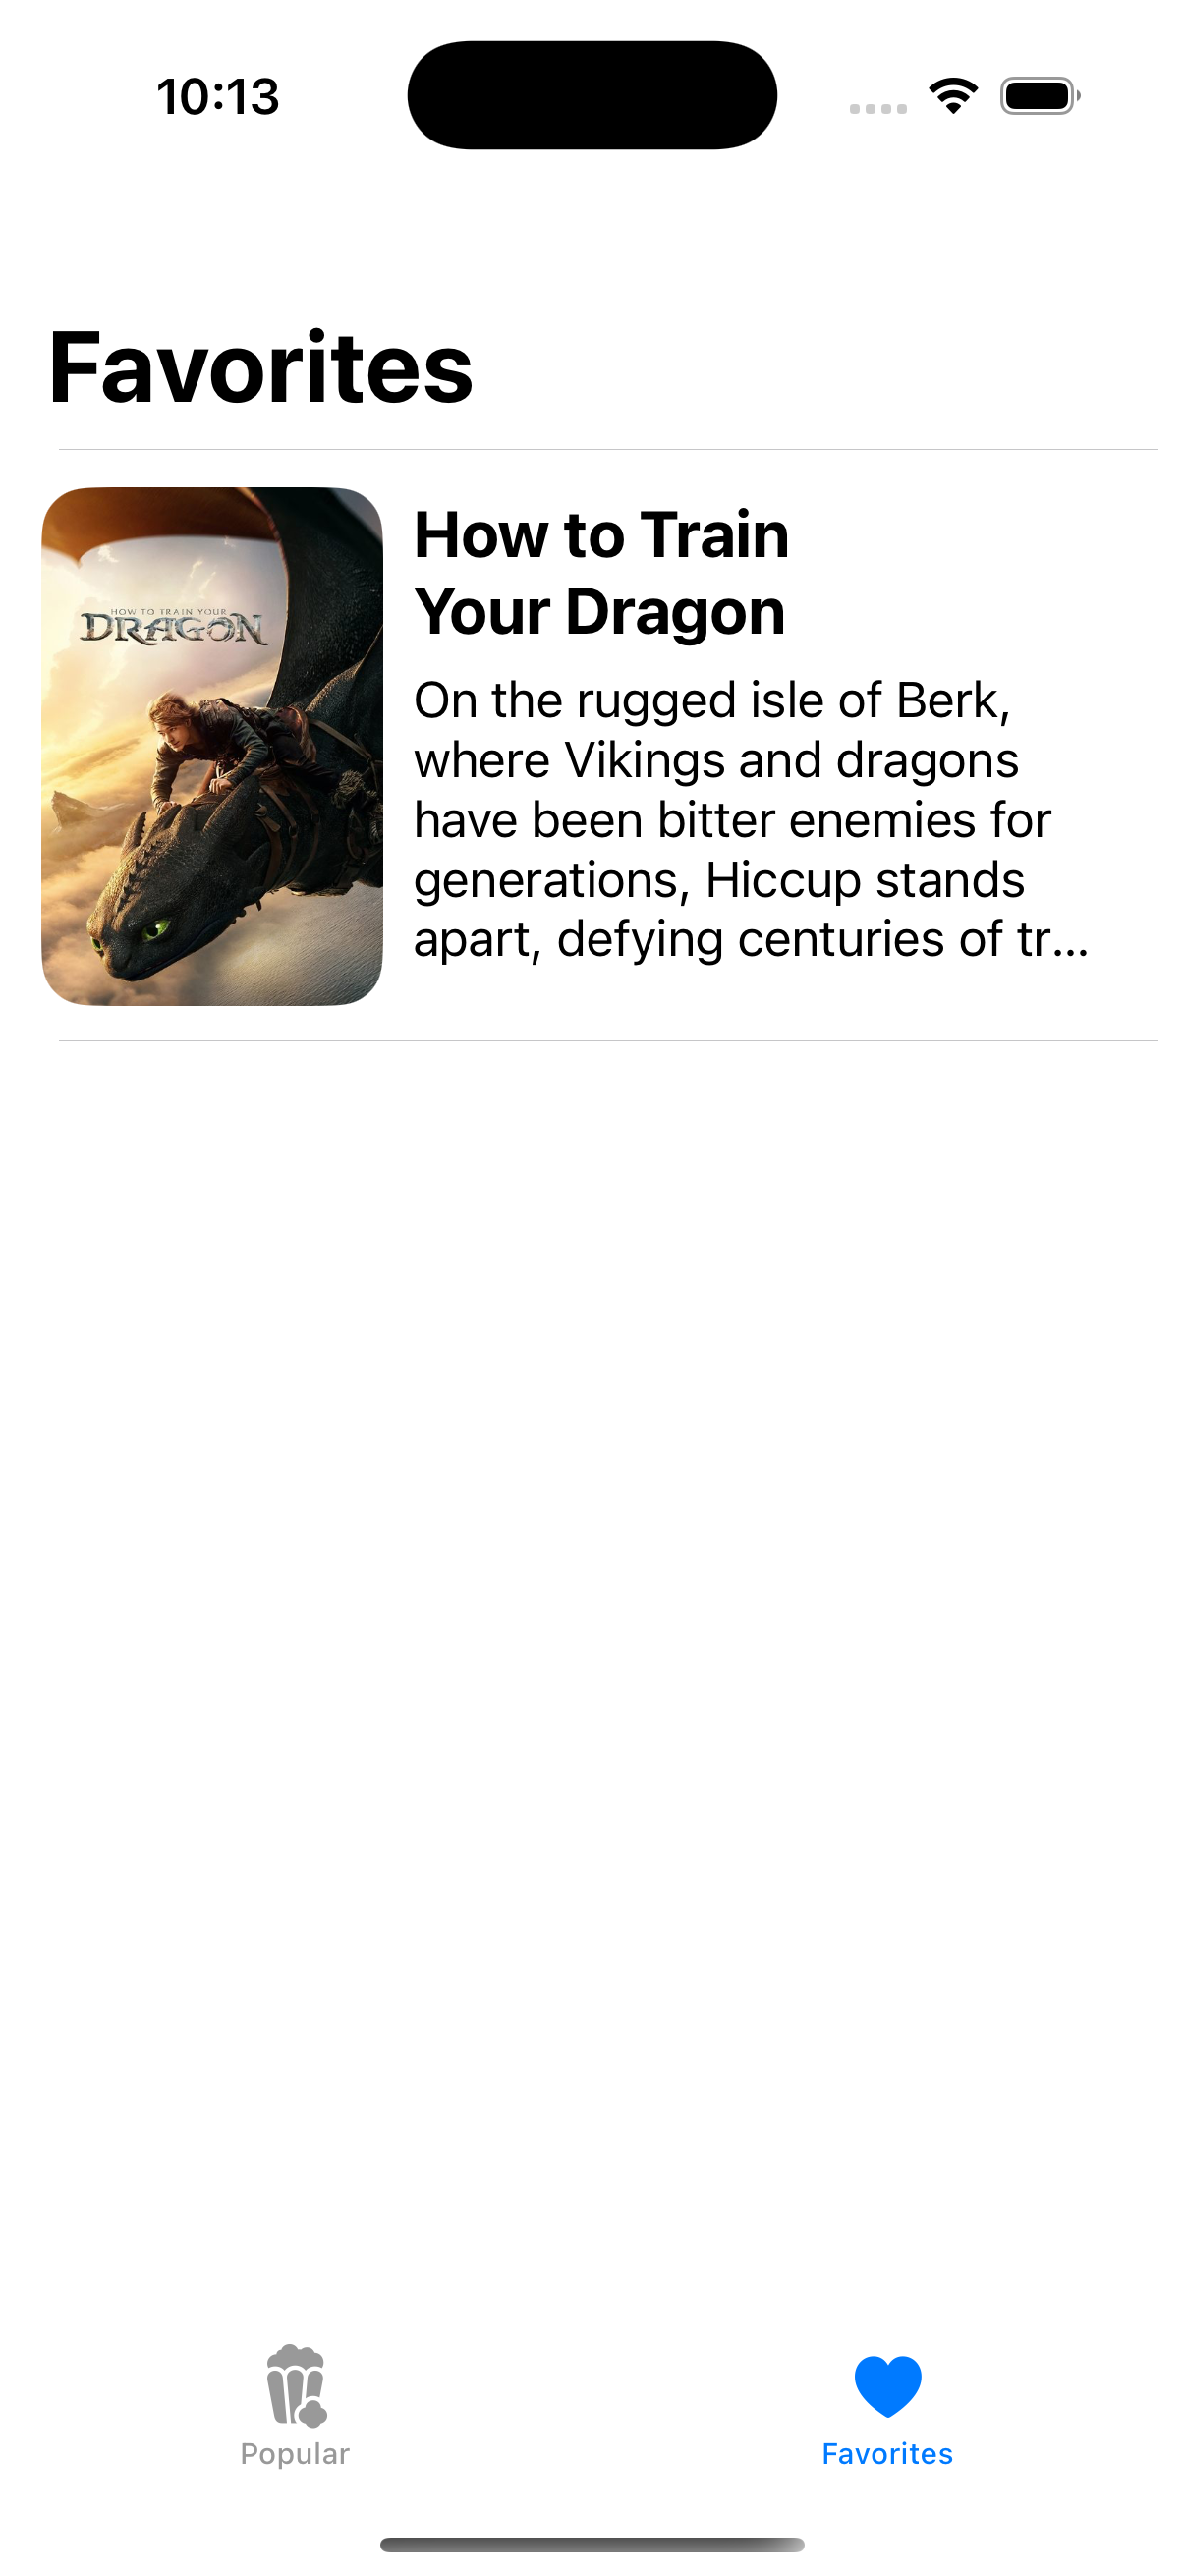 10:13
Favorites
HOW TO TRAIN YOUR
DRAGON
How to Train
Your Dragon
On the rugged isle of Berk,
where Vikings and dragons
have been bitter enemies for
generations, Hiccup stands
apart, defying centuries of tr...
Popular
Favorites